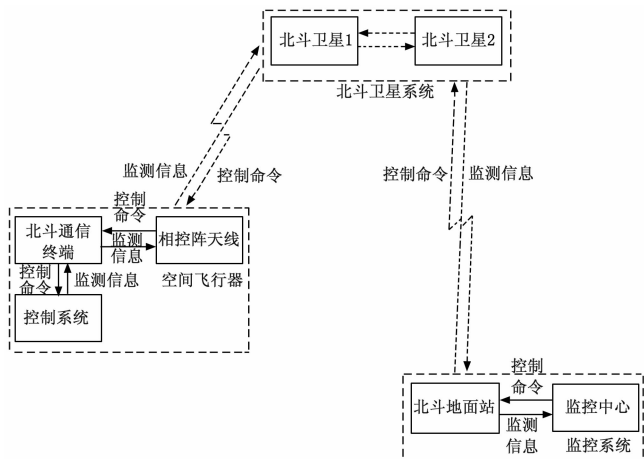 北斗卫星1
北斗卫星2
北斗卫星系统
监测信息
控制命令
控制命令
监测信息
控制
命令
北斗通信
终端
监测
信息
相控阵天线
控制
命令
监测信息
空间飞行器
控制系统
控制
命令
北斗地面站
监控中心
监测
信息
监控系统